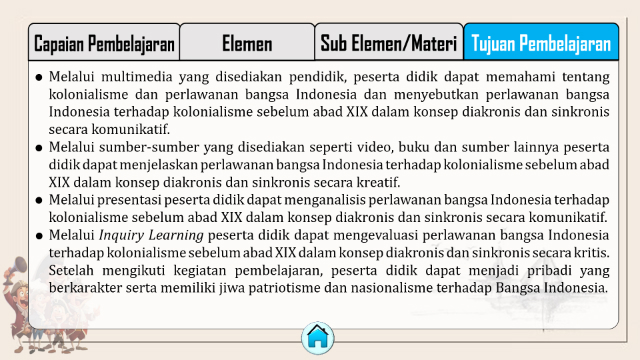 Capaian Pembelajaran
Elemen
Sub Elemen/Materi
Tujuan Pembelajaran
● Melalui multimedia yang disediakan pendidik, peserta didik dapat memahami tentang
kolonialisme dan perlawanan bangsa Indonesia dan menyebutkan perlawanan bangsa
Indonesia terhadap kolonialisme sebelum abad XIX dalam konsep diakronis dan sinkronis
secara komunikatif.
● Melalui sumber-sumber yang disediakan seperti video, buku dan sumber lainnya peserta
didik dapat menjelaskan perlawanan bangsa Indonesia terhadap kolonialisme sebelum abad
XIX dalam konsep diakronis dan sinkronis secara kreatif.
● Melalui presentasi peserta didik dapat menganalisis perlawanan bangsa Indonesia terhadap
kolonialisme sebelum abad XIX dalam konsep diakronis dan sinkronis secara komunikatif.
● Melalui Inquiry Learning peserta didik dapat mengevaluasi perlawanan bangsa Indonesia
terhadap kolonialisme sebelum abad XIX dalam konsep diakronis dan sinkronis secara kritis.
Setelah mengikuti kegiatan pembelajaran, peserta didik dapat menjadi pribadi yang
berkarakter serta memiliki jiwa patriotisme dan nasionalisme terhadap Bangsa Indonesia.